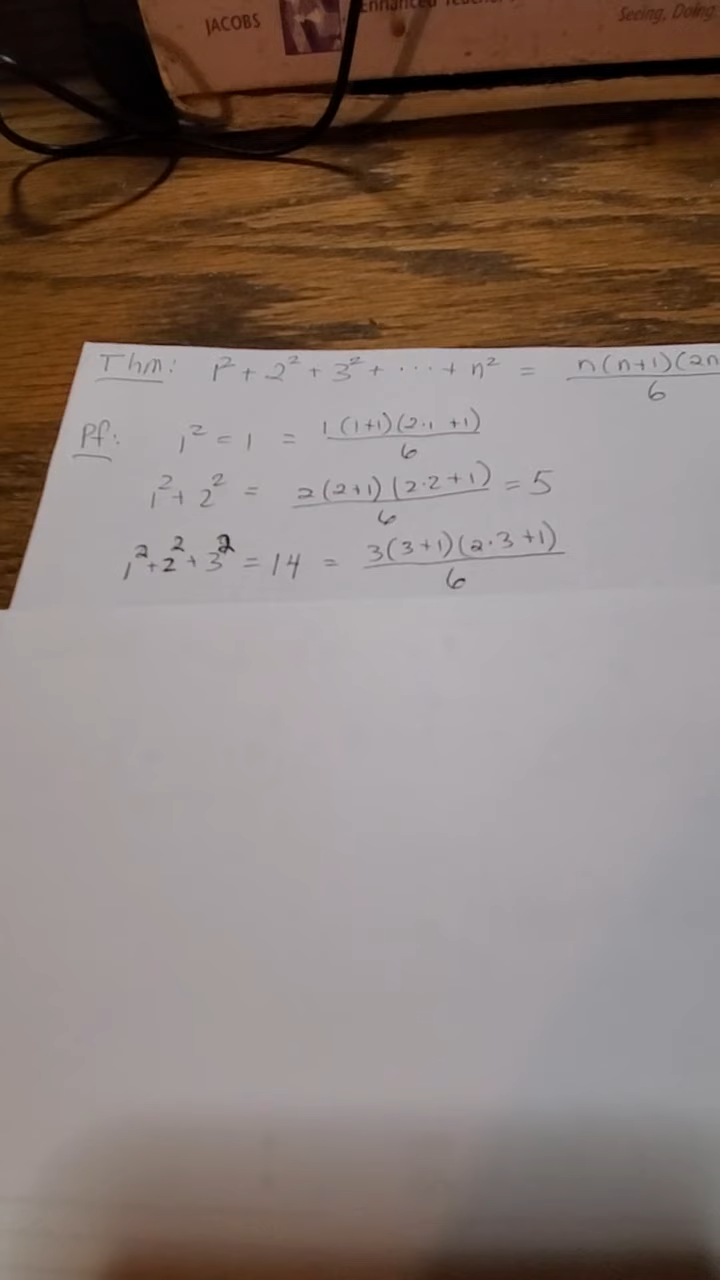 JACOBS
Enhanced
Seeing, Doing,
Thm: 1² + 2² + 3² + ··· + n² = n(n+1)(2n / 6
Pf: 1² = 1 = 1(1+1)(2·1+1) / 6
1² + 2² = 2(2+1)(2·2+1) / 6 = 5
1² + 2² + 3² = 14 = 3(3+1)(2·3+1) / 6